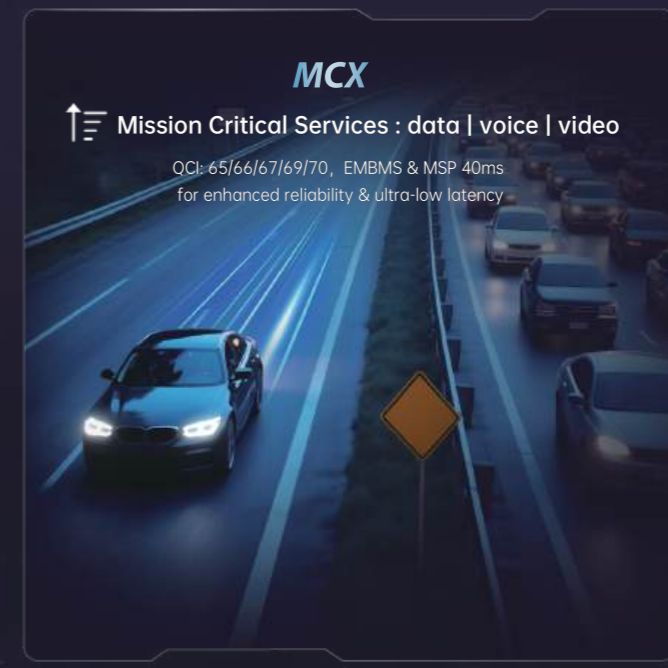 MCX
Mission Critical Services : data | voice | video
QCI: 65/66/67/69/70, EMBMS & MSP 40ms
for enhanced reliability & ultra-low latency